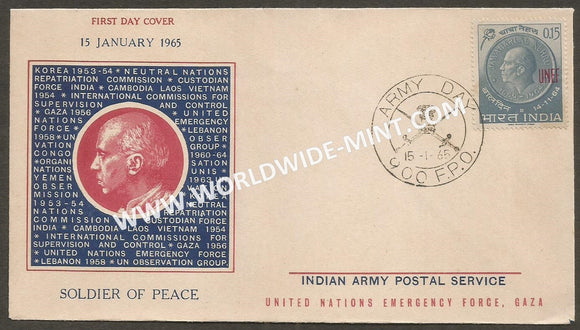 FIRST DAY COVER
15 JANUARY 1965
KOREA 1953-54 ★ NEUTRAL NATIONS
REPATRIATION COMMISSION ★ CUSTODIAN
FORCE INDIA ★ CAMBODIA LAOS VIETNAM
1954 ★ INTERNATIONAL COMMISSIONS FOR
SUPERVISION AND CONTROL
★ GAZA 1956 ★ UNITED
NATIONS EMERGENCY
FORCE ★ LEBANON
1958 ★ UN OBSER
VATION GROUP
CONGO 1960-64
ORGANI SATION
NATIONS UNIS
YEMEN 1963
OBSER
MISSION
1953-54
NATIONS REPATRIATION
COMMISSION CUSTODIAN FORCE
INDIA ★ CAMBODIA LAOS VIETNAM 1954
★ INTERNATIONAL COMMISSIONS FOR
SUPERVISION AND CONTROL ★ GAZA 1956
★ UNITED NATIONS EMERGENCY FORCE
★ LEBANON 1958 ★ UN OBSERVATION GROUP.
SOLDIER OF PEACE
ARMY DAY
15-1-65
900 F.P.O.
चाचा नेहरू
0.15
UNEF
बाल दिन
14-11-64
भारत INDIA
INDIAN ARMY POSTAL SERVICE
UNITED NATIONS EMERGENCY FORCE, GAZA
www.WORLDWIDE-MINT.com